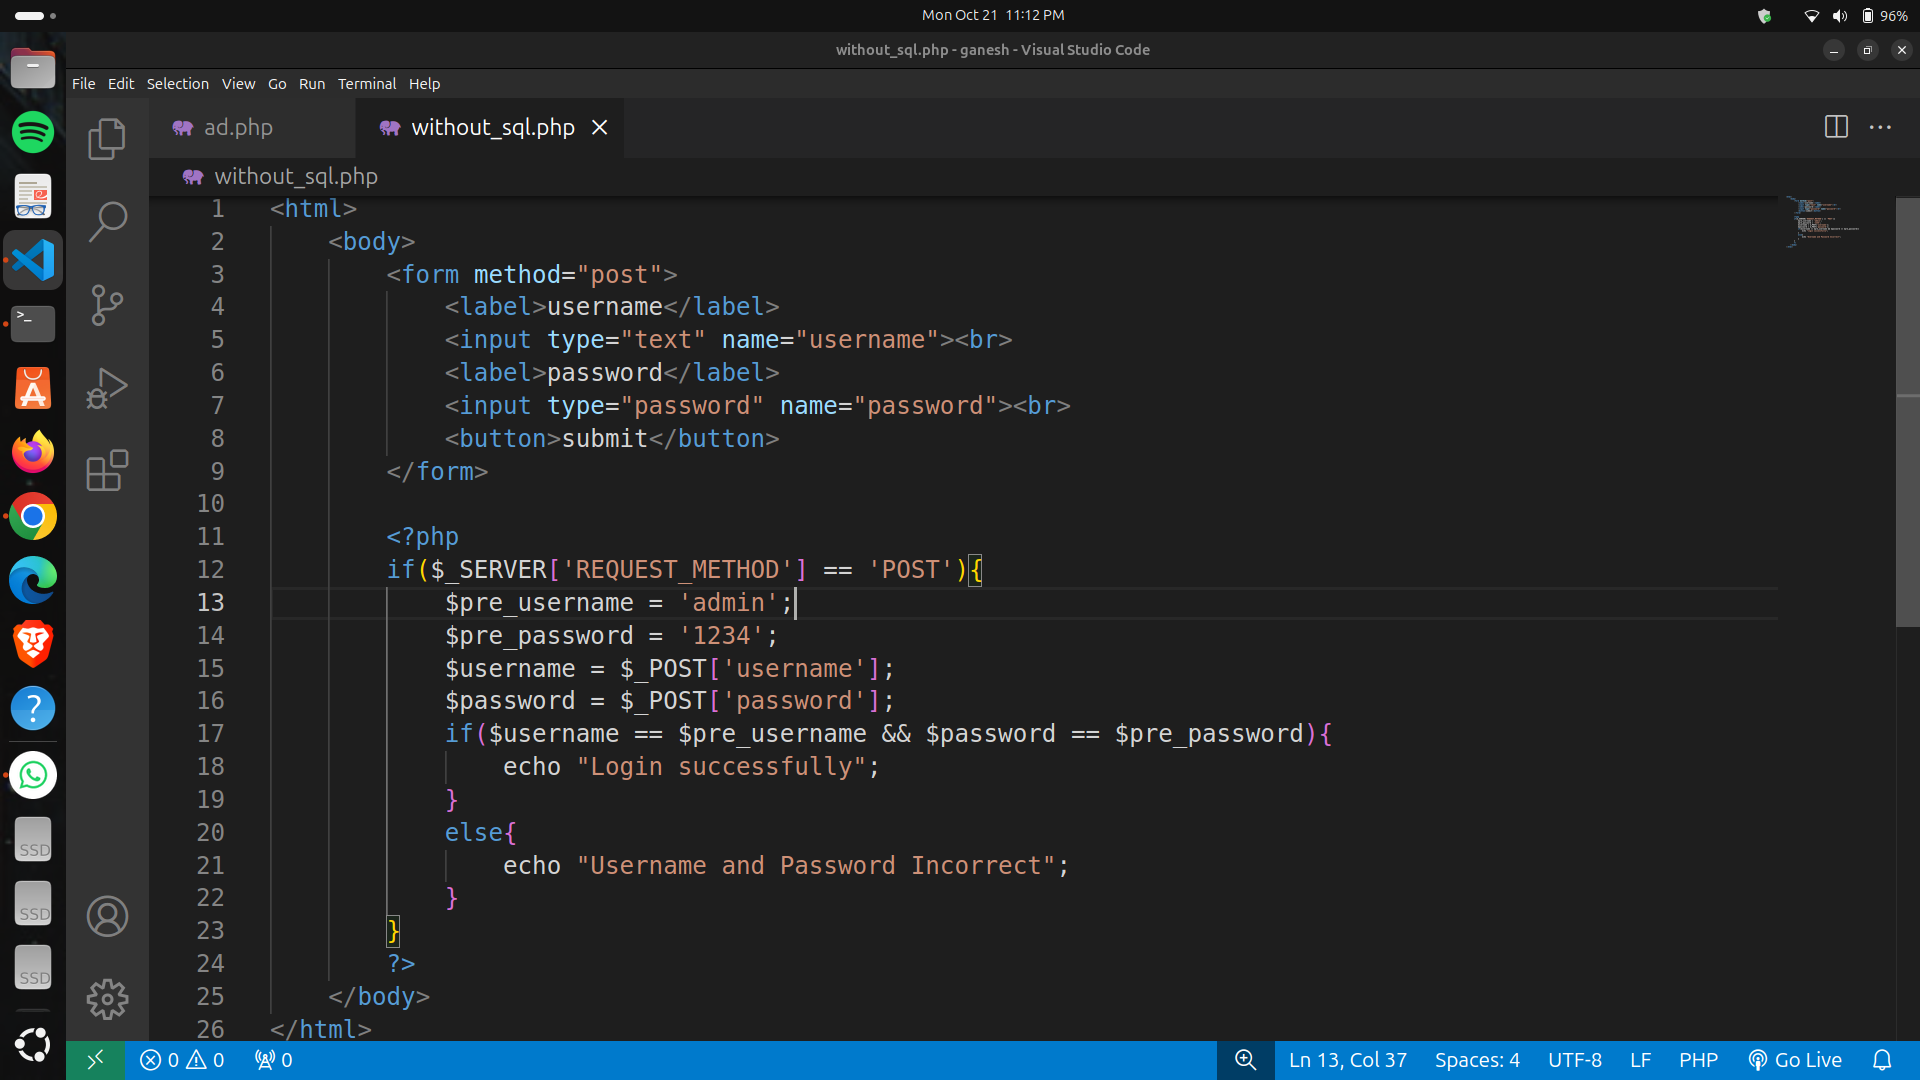 Mon Oct 21 11:12 PM
96%
without_sql.php - ganesh - Visual Studio Code
File Edit Selection View Go Run Terminal Help
ad.php
without_sql.php
without_sql.php
1 <html>
2 <body>
3 <form method="post">
4 <label>username</label>
5 <input type="text" name="username"><br>
6 <label>password</label>
7 <input type="password" name="password"><br>
8 <button>submit</button>
9 </form>
10
11 <?php
12 if($_SERVER['REQUEST_METHOD'] == 'POST'){
13 $pre_username = 'admin';
14 $pre_password = '1234';
15 $username = $_POST['username'];
16 $password = $_POST['password'];
17 if($username == $pre_username && $password == $pre_password){
18 echo "Login successfully";
19 }
20 else{
21 echo "Username and Password Incorrect";
22 }
23 }
24 ?>
25 </body>
26 </html>
SSD
SSD
SSD
0 0 0
Ln 13, Col 37 Spaces: 4 UTF-8 LF PHP Go Live